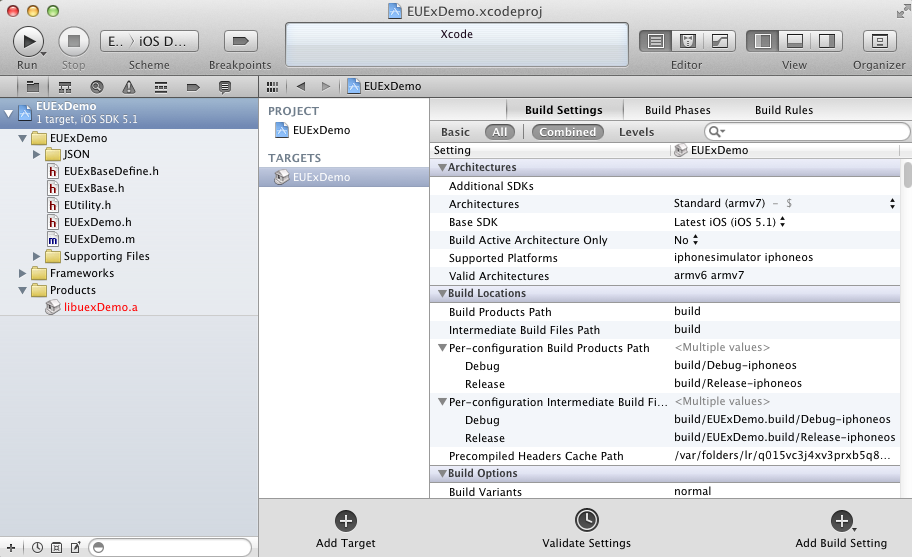 EUExDemo.xcodeproj
E... iOS D...
Xcode
Run
Stop
Scheme
Breakpoints
Editor
View
Organizer
EUExDemo
1 target, iOS SDK 5.1
EUExDemo
JSON
EUExBaseDefine.h
EUExBase.h
EUtility.h
EUExDemo.h
EUExDemo.m
Supporting Files
Frameworks
Products
libuexDemo.a
EUExDemo
PROJECT
EUExDemo
TARGETS
EUExDemo
Build Settings Build Phases Build Rules
Basic All Combined Levels
Setting EUExDemo
Architectures
Additional SDKs
Architectures Standard (armv7) – $
Base SDK Latest iOS (iOS 5.1)
Build Active Architecture Only No
Supported Platforms iphonesimulator iphoneos
Valid Architectures armv6 armv7
Build Locations
Build Products Path build
Intermediate Build Files Path build
Per-configuration Build Products Path <Multiple values>
Debug build/Debug-iphoneos
Release build/Release-iphoneos
Per-configuration Intermediate Build Fi... <Multiple values>
Debug build/EUExDemo.build/Debug-iphoneos
Release build/EUExDemo.build/Release-iphoneos
Precompiled Headers Cache Path /var/folders/lr/q015vc3j4xv3prxb5q8...
Build Options
Build Variants normal
Add Target
Validate Settings
Add Build Setting